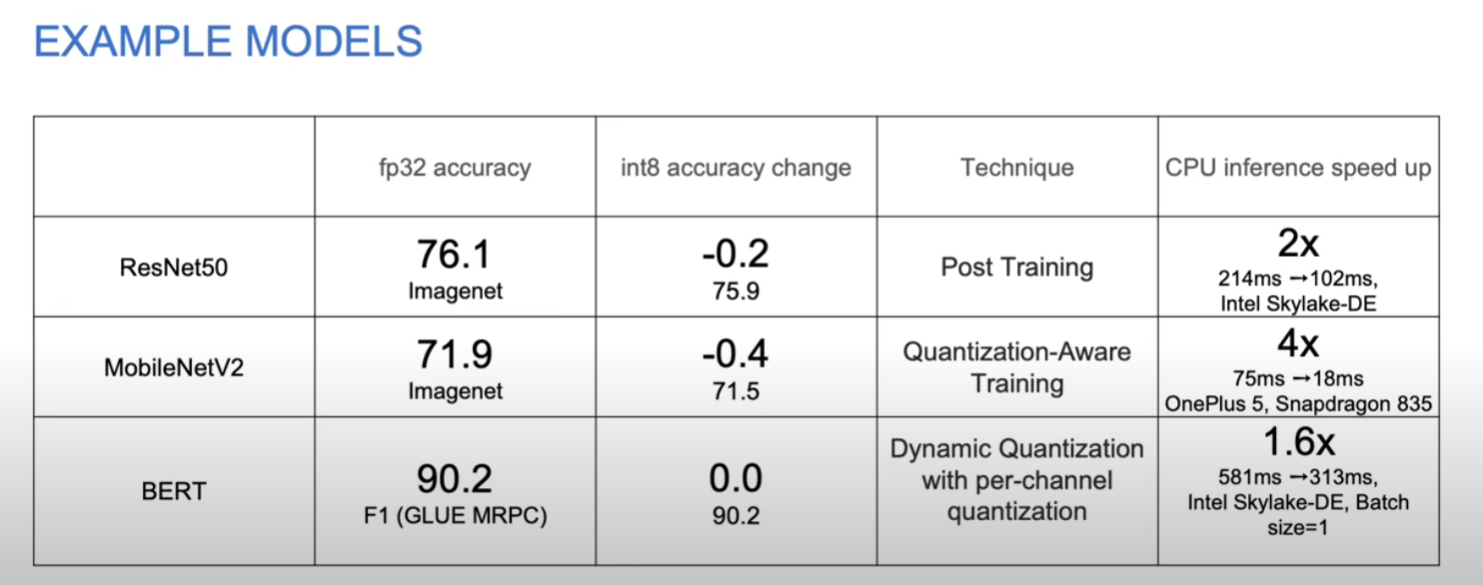 EXAMPLE MODELS
fp32 accuracy
int8 accuracy change
Technique
CPU inference speed up
ResNet50
76.1
Imagenet
-0.2
75.9
Post Training
2x
214ms →102ms,
Intel Skylake-DE
MobileNetV2
71.9
Imagenet
-0.4
71.5
Quantization-Aware
Training
4x
75ms →18ms
OnePlus 5, Snapdragon 835
BERT
90.2
F1 (GLUE MRPC)
0.0
90.2
Dynamic Quantization
with per-channel
quantization
1.6x
581ms →313ms,
Intel Skylake-DE, Batch
size=1